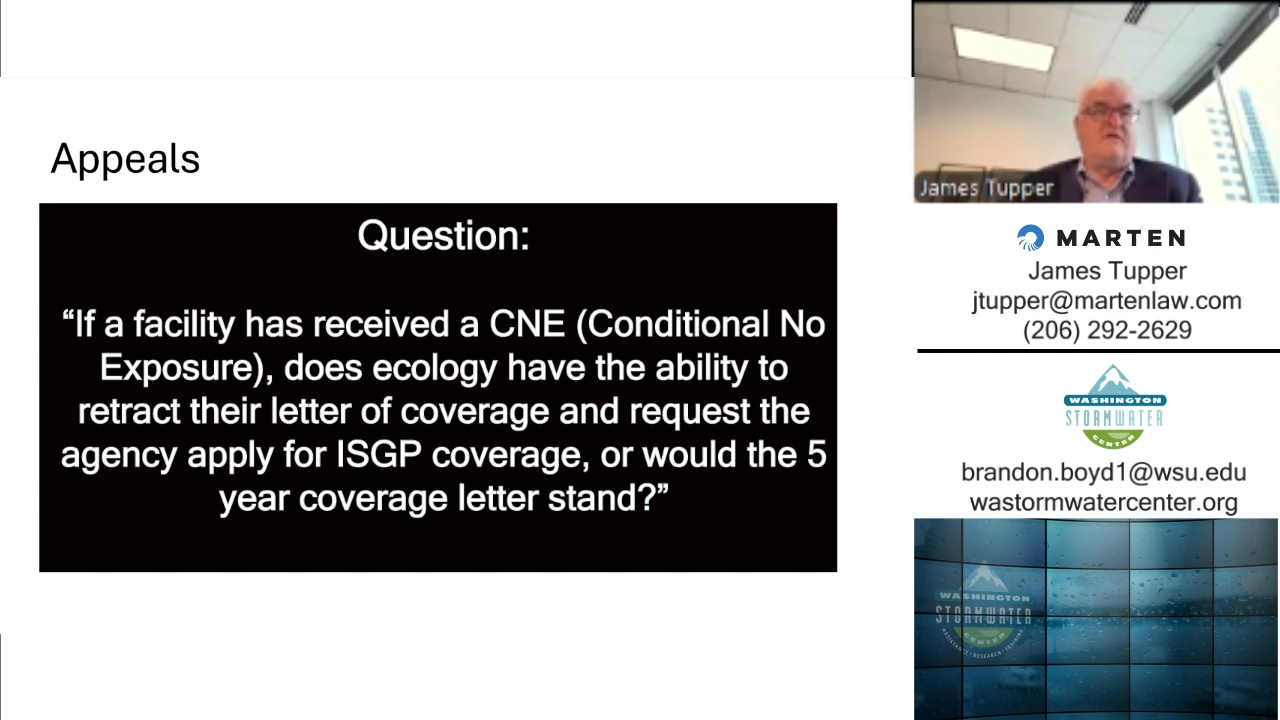 Appeals
Question:
“If a facility has received a CNE (Conditional No
Exposure), does ecology have the ability to
retract their letter of coverage and request the
agency apply for ISGP coverage, or would the 5
year coverage letter stand?”
James Tupper
MARTEN
James Tupper
jtupper@martenlaw.com
(206) 292-2629
WASHINGTON
STORMWATER
CENTER
brandon.boyd1@wsu.edu
wastormwatercenter.org
WASHINGTON
STORMWATER
CENTER
ASSISTANCE • RESEARCH • TRAINING